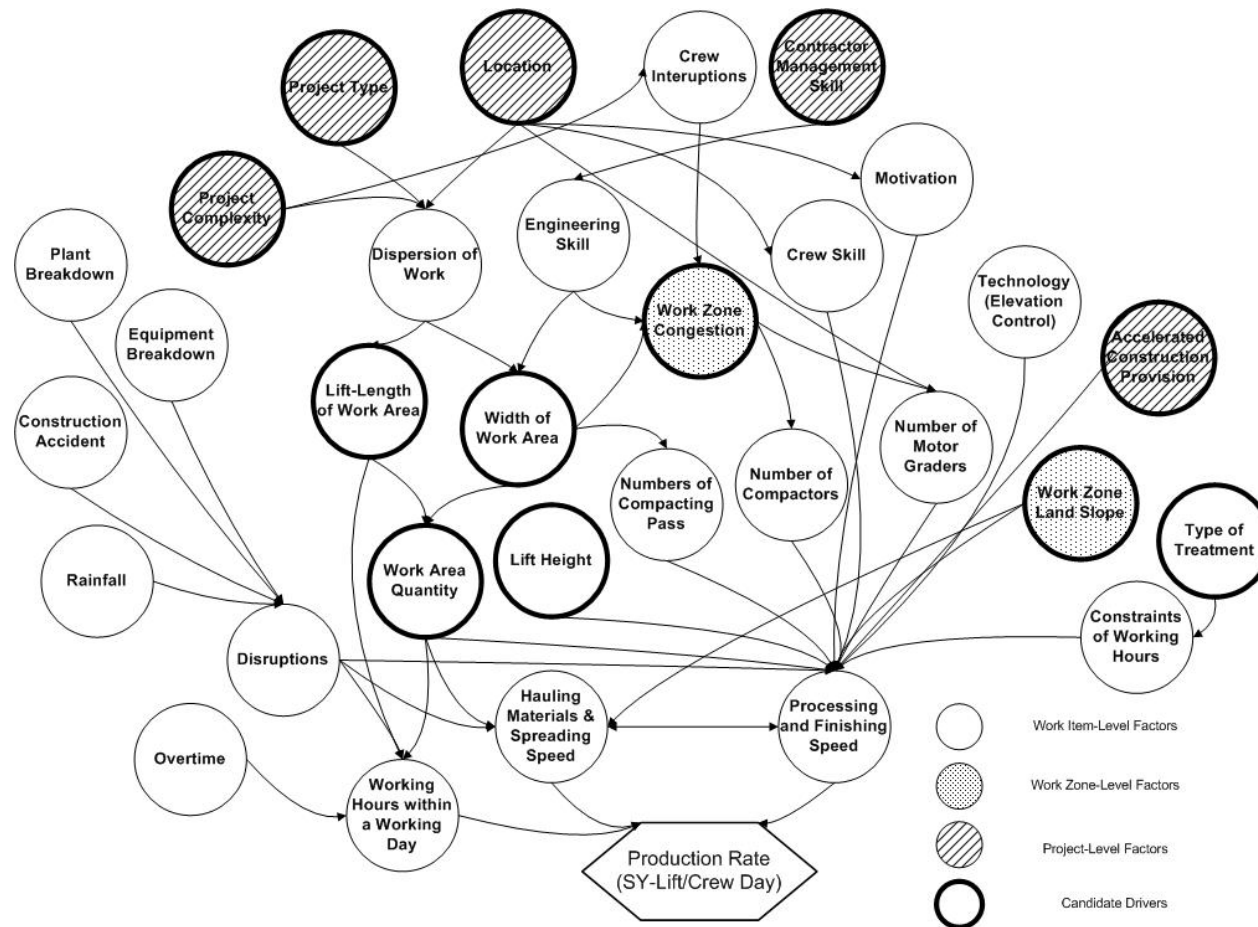 Crew
Interuptions
Contractor
Management
Skill
Location
Project Type
Motivation
Project
Complexity
Engineering
Skill
Plant
Breakdown
Dispersion of
Work
Crew Skill
Technology
(Elevation
Control)
Work Zone
Congestion
Equipment
Breakdown
Accelerated
Construction
Provision
Lift-Length
of Work Area
Width of
Work Area
Construction
Accident
Number of
Motor
Graders
Numbers of
Compacting
Pass
Number of
Compactors
Work Zone
Land Slope
Type of
Treatment
Rainfall
Work Area
Quantity
Lift Height
Constraints
of Working
Hours
Disruptions
Hauling
Materials &
Spreading
Speed
Processing
and Finishing
Speed
Overtime
Working
Hours within
a Working
Day
Production Rate
(SY-Lift/Crew Day)
Work Item-Level Factors
Work Zone-Level Factors
Project-Level Factors
Candidate Drivers